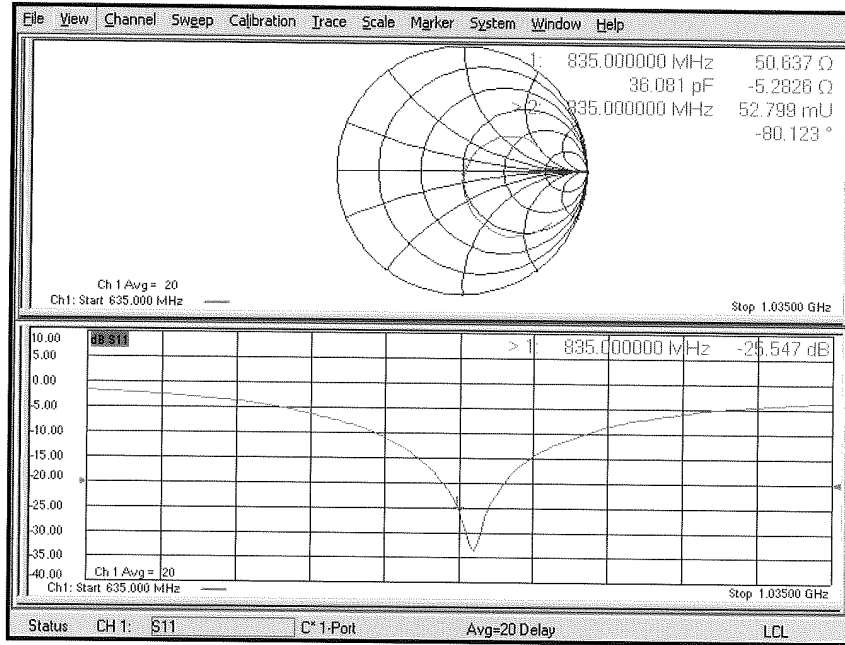 File View Channel Sweep Calibration Trace Scale Marker System Window Help
1: 835.000000 MHz 50.637 Ω
36.081 pF -5.2826 Ω
> 2: 835.000000 MHz 52.799 mU
-80.123 °
Ch 1 Avg = 20
Ch1: Start 635.000 MHz
Stop 1.03500 GHz
10.00
dB S11
> 1: 835.000000 MHz -25.547 dB
5.00
0.00
-5.00
-10.00
-15.00
-20.00
-25.00
-30.00
-35.00
-40.00
Ch 1 Avg = 20
Ch1: Start 635.000 MHz
Stop 1.03500 GHz
Status CH 1: S11 C* 1-Port Avg=20 Delay LCL